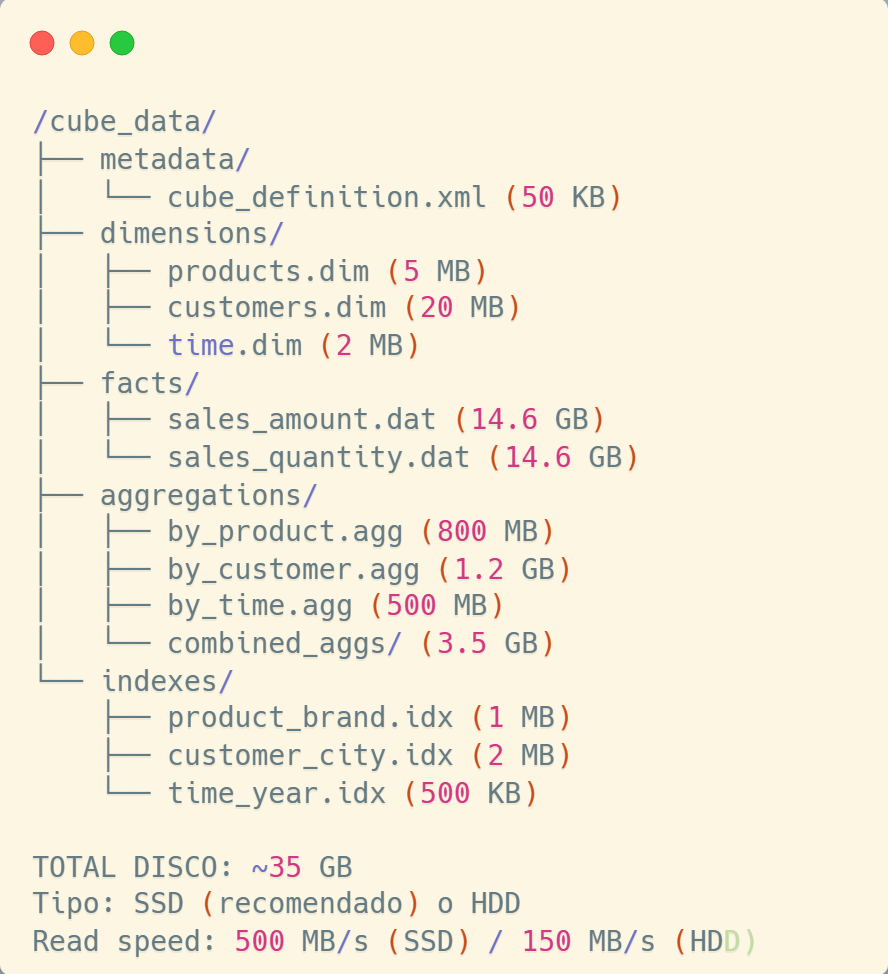 /cube_data/
├── metadata/
│   └── cube_definition.xml (50 KB)
├── dimensions/
│   ├── products.dim (5 MB)
│   ├── customers.dim (20 MB)
│   └── time.dim (2 MB)
├── facts/
│   ├── sales_amount.dat (14.6 GB)
│   └── sales_quantity.dat (14.6 GB)
├── aggregations/
│   ├── by_product.agg (800 MB)
│   ├── by_customer.agg (1.2 GB)
│   ├── by_time.agg (500 MB)
│   └── combined_aggs/ (3.5 GB)
└── indexes/
    ├── product_brand.idx (1 MB)
    ├── customer_city.idx (2 MB)
    └── time_year.idx (500 KB)

TOTAL DISCO: ~35 GB
Tipo: SSD (recomendado) o HDD
Read speed: 500 MB/s (SSD) / 150 MB/s (HDD)